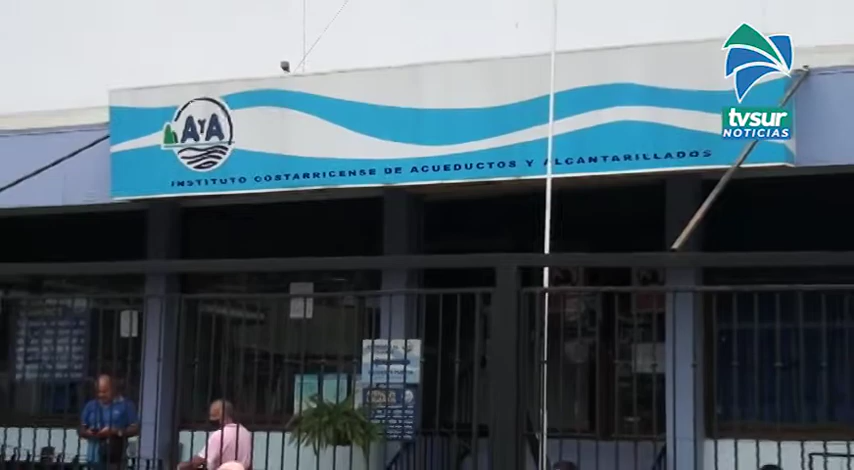 AyA
INSTITUTO COSTARRICENSE DE ACUEDUCTOS Y ALCANTARILLADOS
tvsur
NOTICIAS